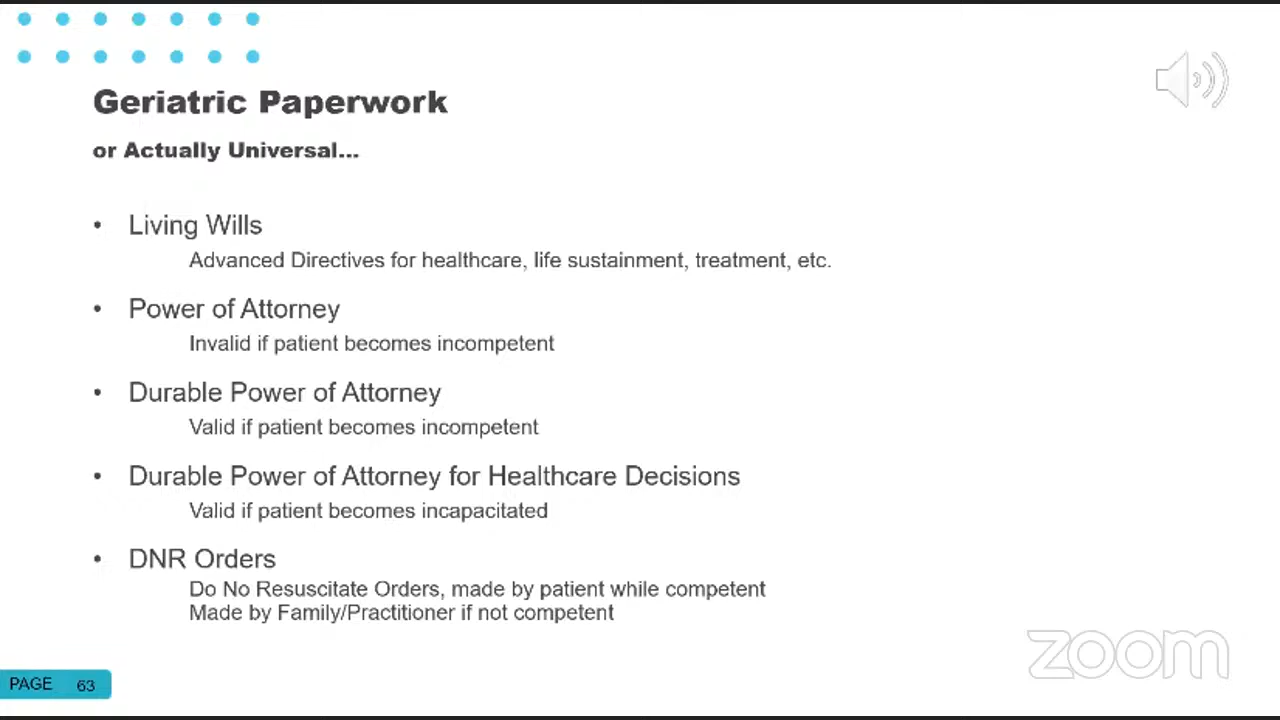 Geriatric Paperwork
or Actually Universal...
• Living Wills
Advanced Directives for healthcare, life sustainment, treatment, etc.
• Power of Attorney
Invalid if patient becomes incompetent
• Durable Power of Attorney
Valid if patient becomes incompetent
• Durable Power of Attorney for Healthcare Decisions
Valid if patient becomes incapacitated
• DNR Orders
Do No Resuscitate Orders, made by patient while competent
Made by Family/Practitioner if not competent
zoom
PAGE 63